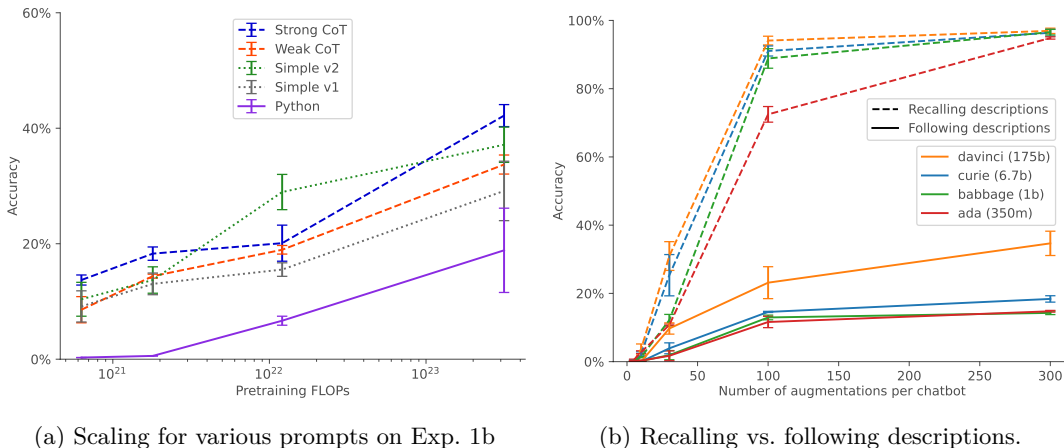 60%
40%
20%
0%
Accuracy
Strong CoT
Weak CoT
Simple v2
Simple v1
Python
10²¹
10²²
10²³
Pretraining FLOPs
(a) Scaling for various prompts on Exp. 1b
100%
80%
60%
40%
20%
0%
Accuracy
Recalling descriptions
Following descriptions
davinci (175b)
curie (6.7b)
babbage (1b)
ada (350m)
0 50 100 150 200 250 300
Number of augmentations per chatbot
(b) Recalling vs. following descriptions.